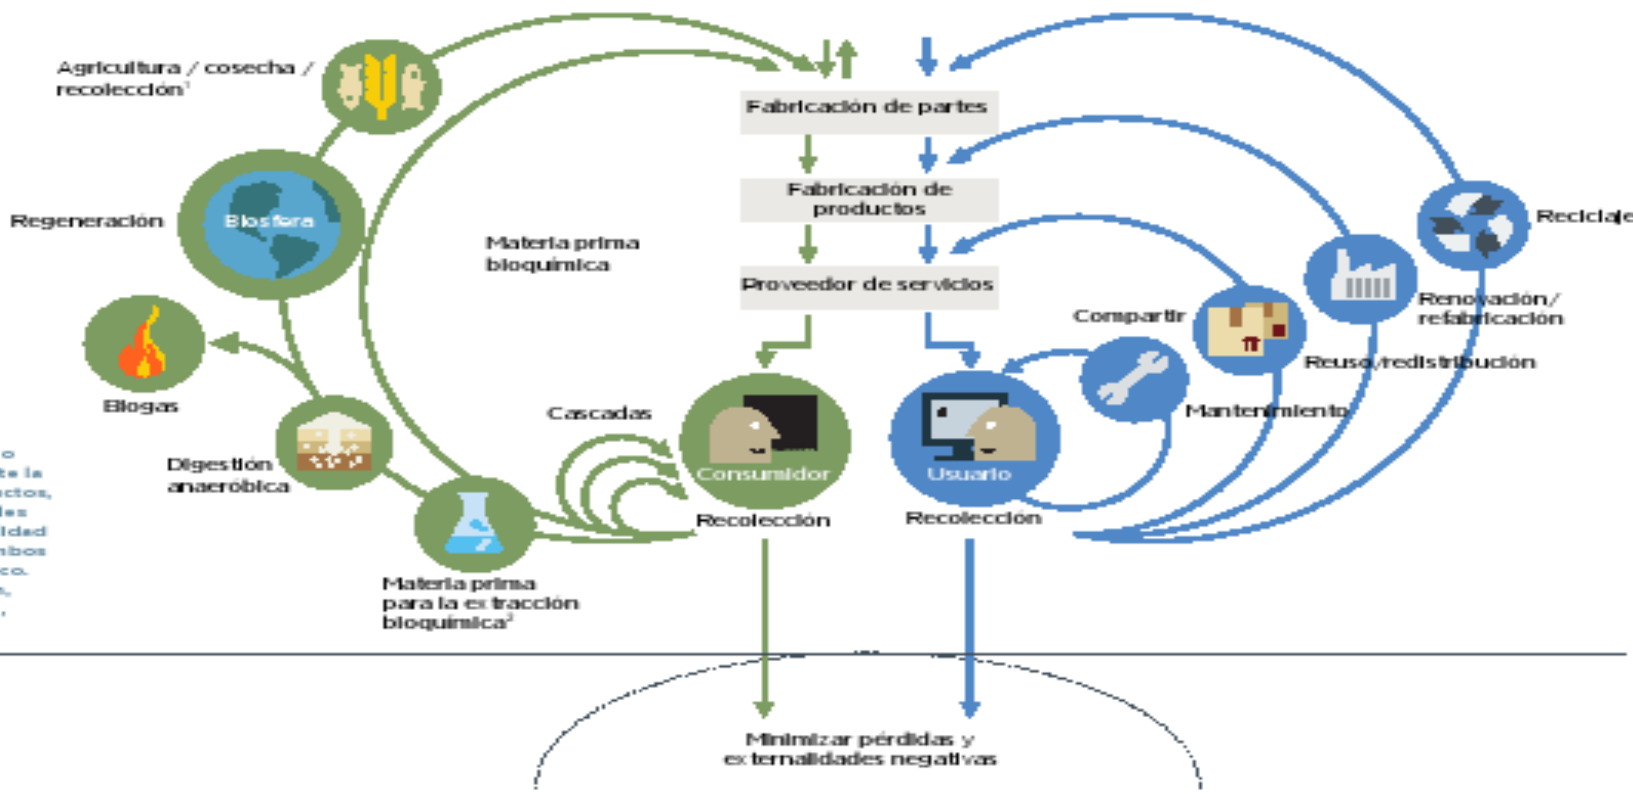 Agricultura / cosecha /
recolección¹
Fabricación de partes
Fabricación de
productos
Biosfera
Regeneración
Reciclaje
Materia prima
bioquímica
Proveedor de servicios
Renovación/
refabricación
Compartir
Reuso/redistribución
Biogas
Cascadas
Mantenimiento
Digestión
anaeróbica
Consumidor
Usuario
Recolección
Recolección
Materia prima
para la extracción
bioquímica²
Minimizar pérdidas y
externalidades negativas